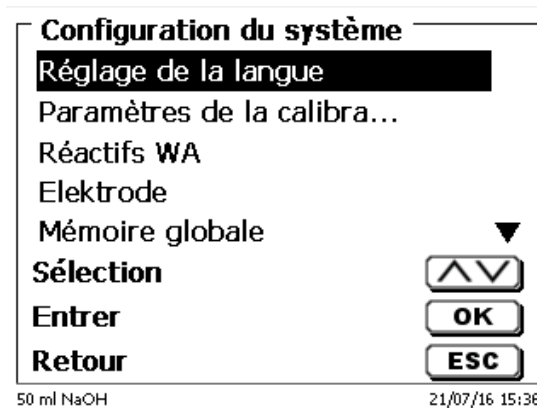 Configuration du système
Réglage de la langue
Paramètres de la calibra...
Réactifs WA
Elektrode
Mémoire globale
Sélection
Entrer OK
Retour ESC
50 ml NaOH 21/07/16 15:36